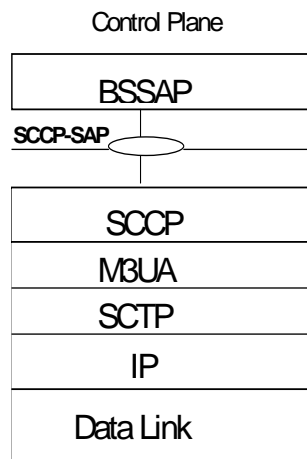 Control Plane
BSSAP
SCCP-SAP
SCCP
M3UA
SCTP
IP
Data Link